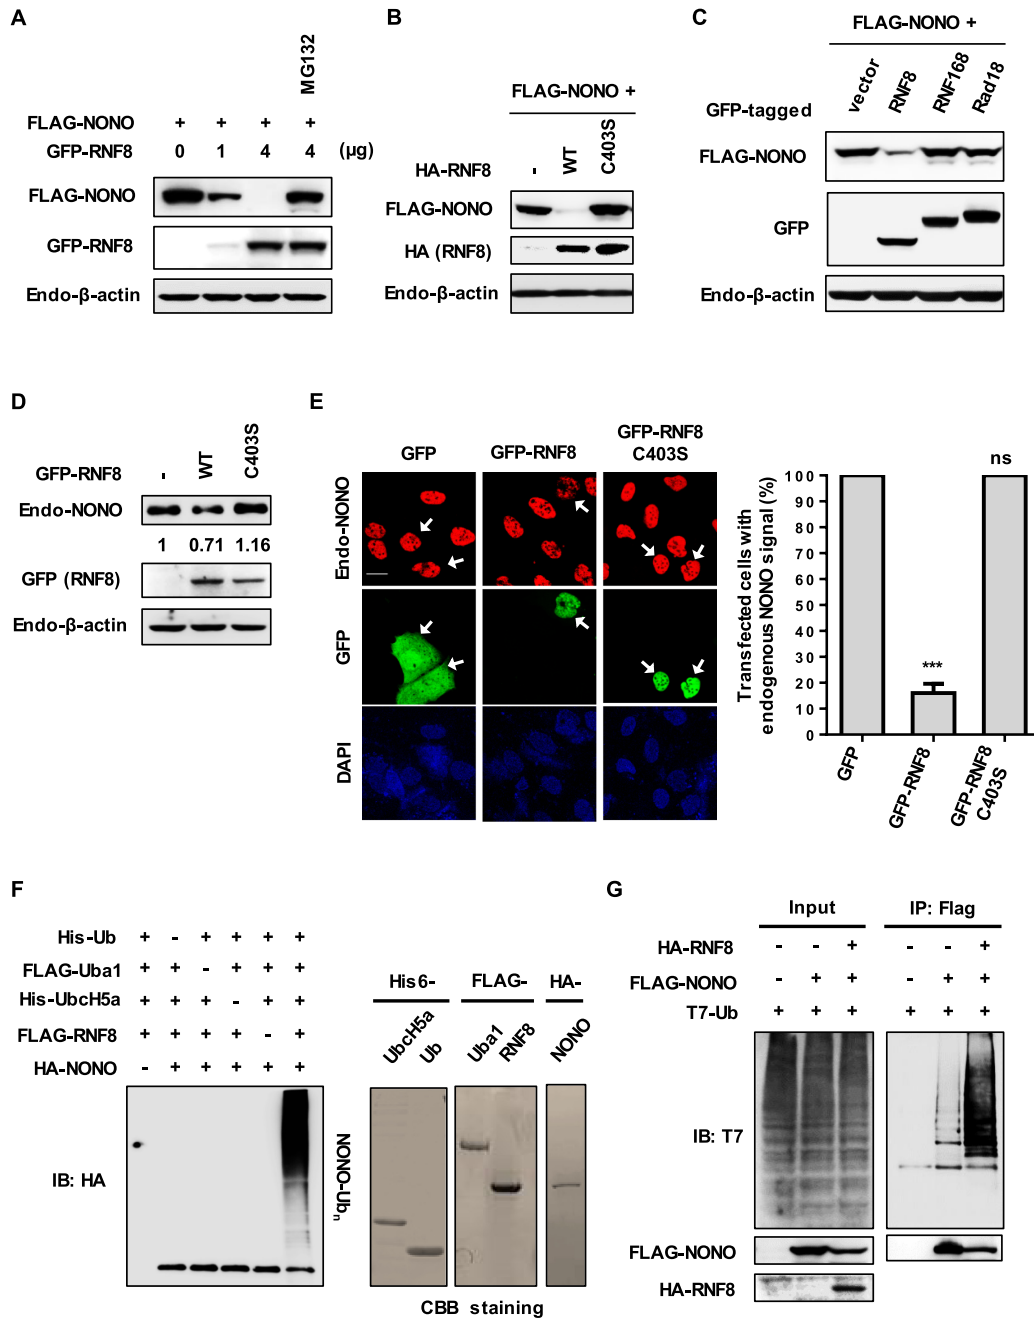 A
MG132
FLAG-NONO + + + +
GFP-RNF8 0 1 4 4 (µg)
FLAG-NONO
GFP-RNF8
Endo-β-actin
B
FLAG-NONO +
HA-RNF8 - WT C403S
FLAG-NONO
HA (RNF8)
Endo-β-actin
C
FLAG-NONO +
GFP-tagged vector RNF8 RNF168 Rad18
FLAG-NONO
GFP
Endo-β-actin
D
GFP-RNF8 - WT C403S
Endo-NONO
1 0.71 1.16
GFP (RNF8)
Endo-β-actin
E
GFP GFP-RNF8 GFP-RNF8 C403S
Endo-NONO
GFP
DAPI
Transfected cells with
endogenous NONO signal (%)
100
90
80
70
60
50
40
30
20
10
0
***
ns
GFP
GFP-RNF8
GFP-RNF8
C403S
F
His-Ub + - + + + +
FLAG-Uba1 + + - + + +
His-UbcH5a + + + - + +
FLAG-RNF8 + + + + - +
HA-NONO - + + + + +
IB: HA
NONO-Ubn
His6- FLAG- HA-
UbcH5a Ub Uba1 RNF8 NONO
CBB staining
G
Input IP: Flag
HA-RNF8 - - + - - +
FLAG-NONO - + + - + +
T7-Ub + + + + + +
IB: T7
FLAG-NONO
HA-RNF8